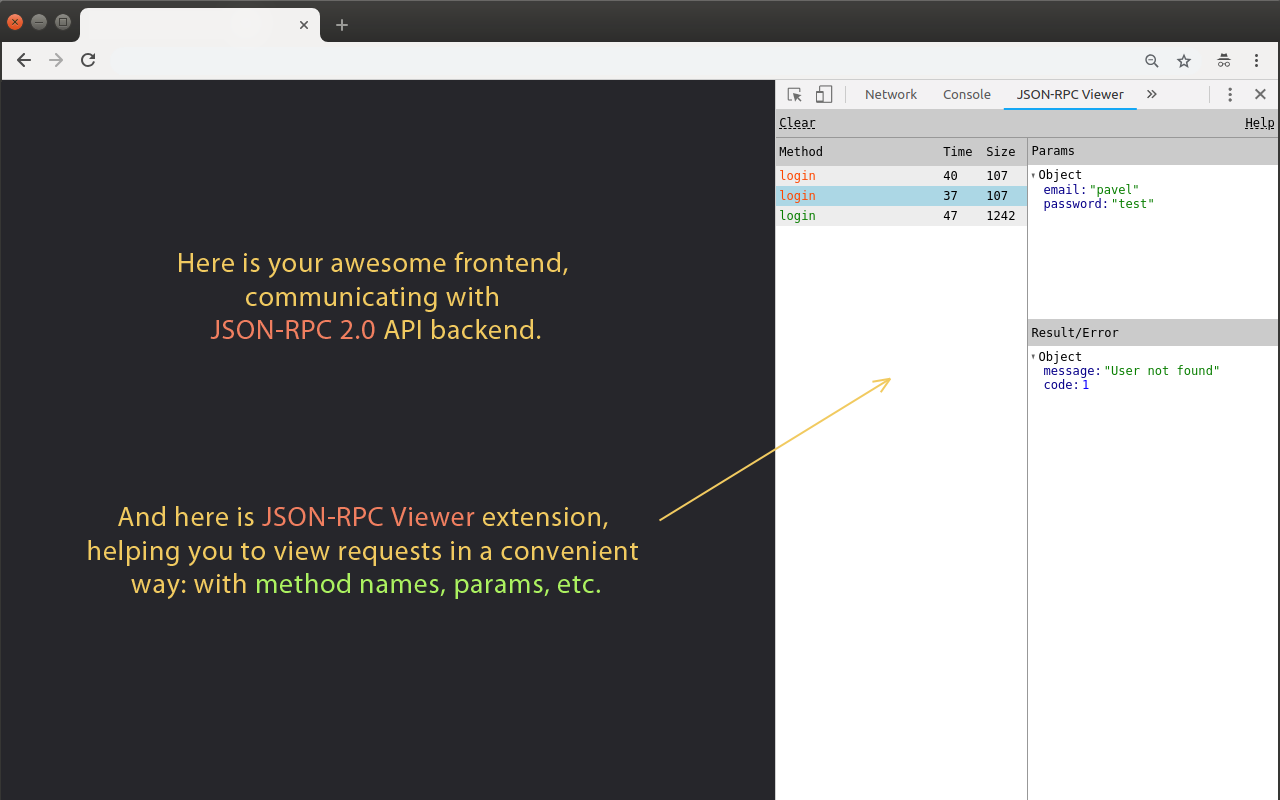 Network Console JSON-RPC Viewer
Clear Help
Method Time Size
login 40 107
login 37 107
login 47 1242
Params
Object
email:"pavel"
password:"test"
Result/Error
Object
message:"User not found"
code:1
Here is your awesome frontend,
communicating with
JSON-RPC 2.0 API backend.
And here is JSON-RPC Viewer extension,
helping you to view requests in a convenient
way: with method names, params, etc.